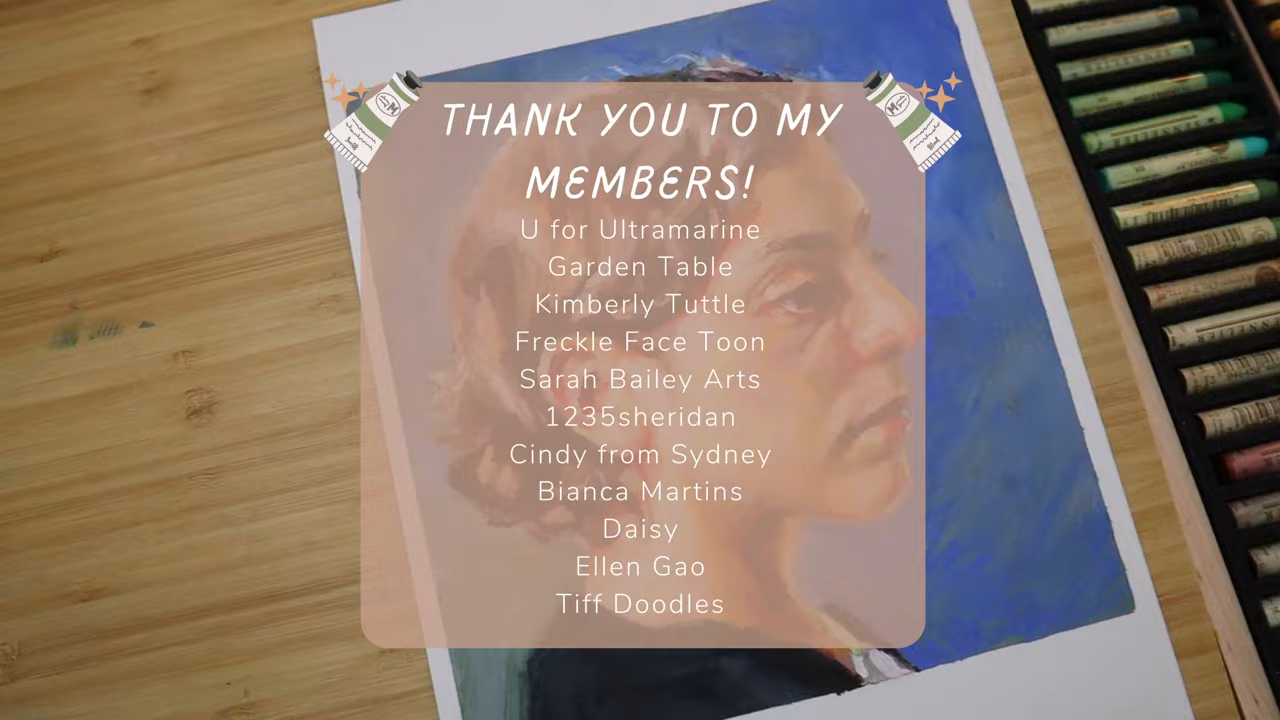 THANK YOU TO MY
MEMBERS!
U for Ultramarine
Garden Table
Kimberly Tuttle
Freckle Face Toon
Sarah Bailey Arts
1235sheridan
Cindy from Sydney
Bianca Martins
Daisy
Ellen Gao
Tiff Doodles